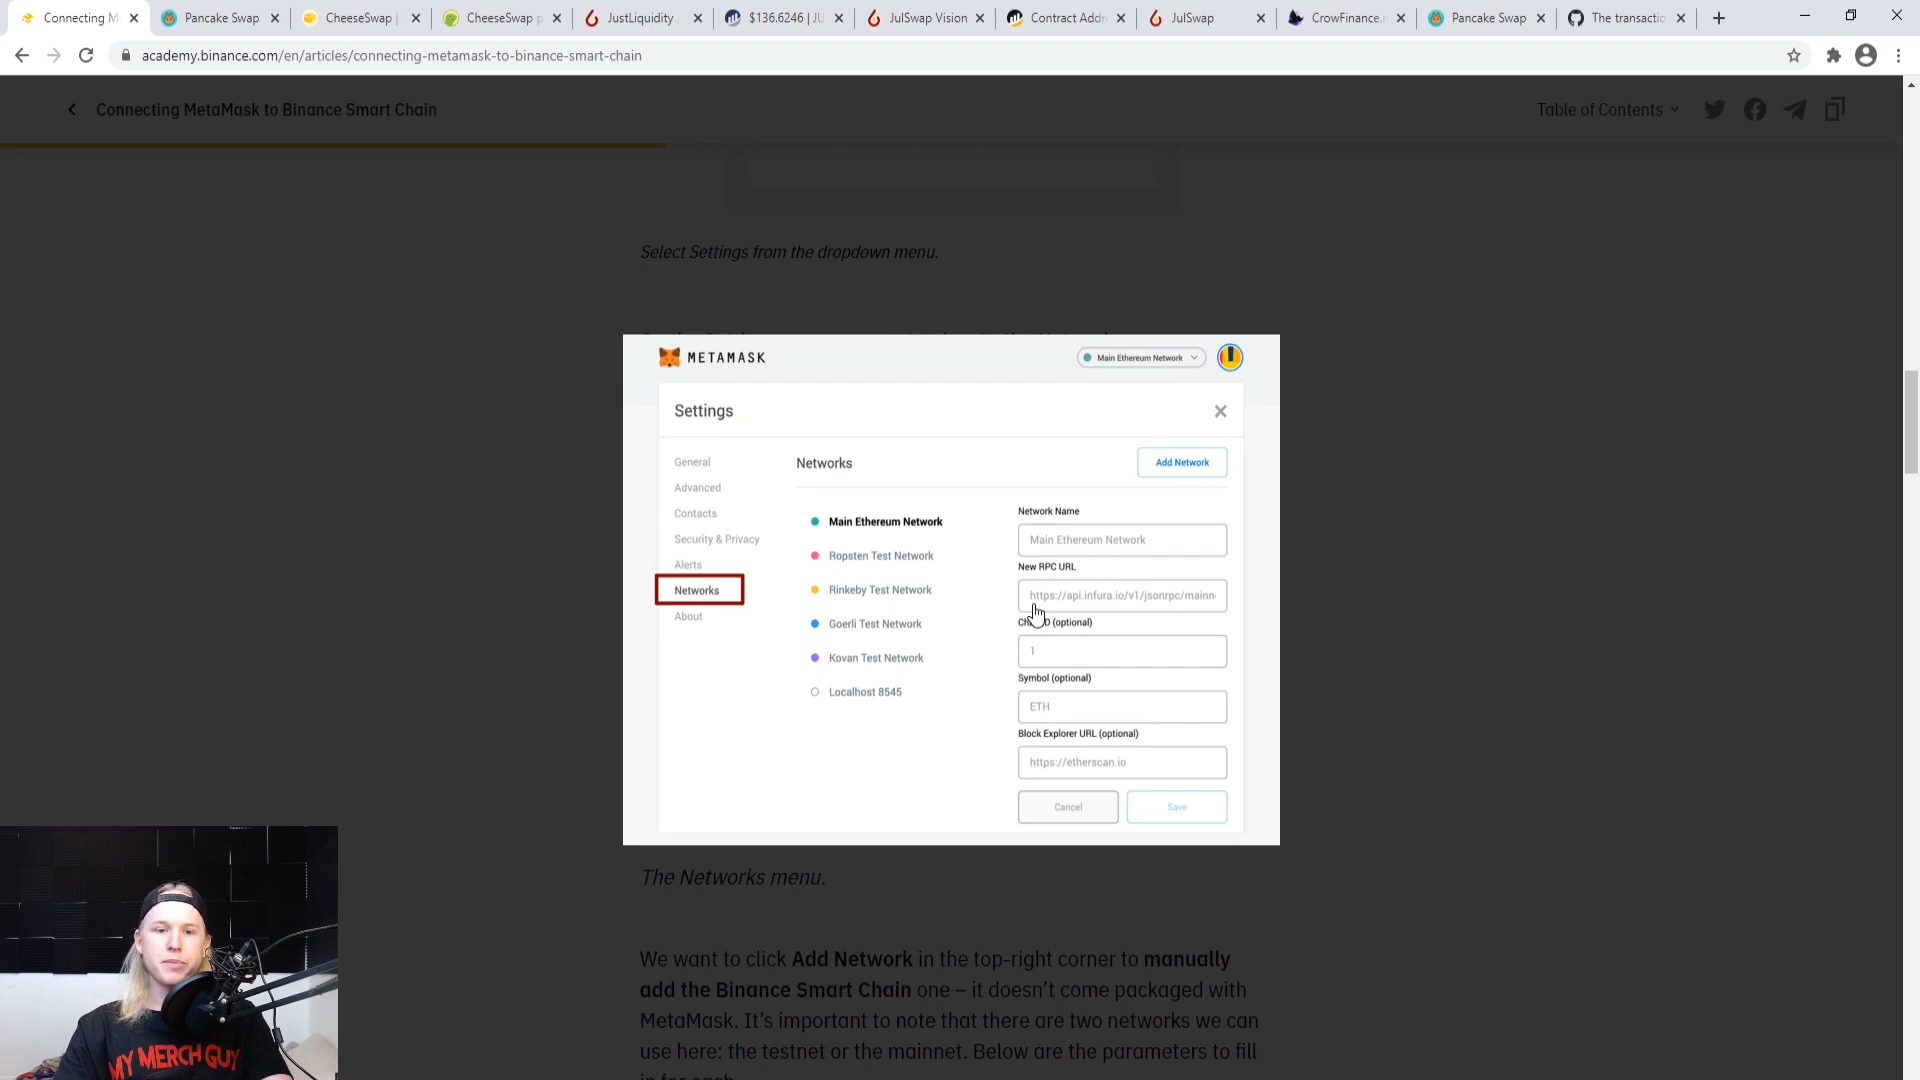 Connecting M
Pancake Swap
CheeseSwap |
CheeseSwap p
JustLiquidity
$136.6246 | JU
JulSwap Vision
Contract Addr
JulSwap
CrowFinance.n
Pancake Swap
The transactio
academy.binance.com/en/articles/connecting-metamask-to-binance-smart-chain
Connecting MetaMask to Binance Smart Chain
Table of Contents
Select Settings from the dropdown menu.
METAMASK
Main Ethereum Network
Settings
General
Advanced
Contacts
Security & Privacy
Alerts
Networks
About
Networks
Add Network
Main Ethereum Network
Ropsten Test Network
Rinkeby Test Network
Goerli Test Network
Kovan Test Network
Localhost 8545
Network Name
Main Ethereum Network
New RPC URL
https://api.infura.io/v1/jsonrpc/mainn
(optional)
1
Symbol (optional)
ETH
Block Explorer URL (optional)
https://etherscan.io
Cancel
Save
The Networks menu.
We want to click Add Network in the top-right corner to manually
add the Binance Smart Chain one – it doesn't come packaged with
MetaMask. It's important to note that there are two networks we can
use here: the testnet or the mainnet. Below are the parameters to fill
MY MERCH GUY